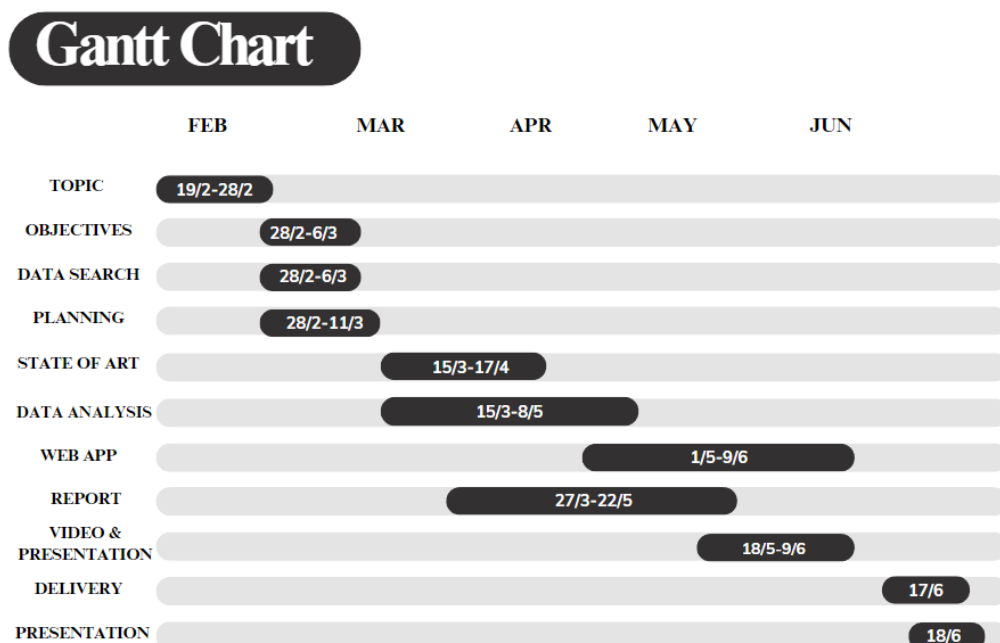 Gantt Chart
FEB MAR APR MAY JUN
TOPIC 19/2-28/2
OBJECTIVES 28/2-6/3
DATA SEARCH 28/2-6/3
PLANNING 28/2-11/3
STATE OF ART 15/3-17/4
DATA ANALYSIS 15/3-8/5
WEB APP 1/5-9/6
REPORT 27/3-22/5
VIDEO &
PRESENTATION 18/5-9/6
DELIVERY 17/6
PRESENTATION 18/6